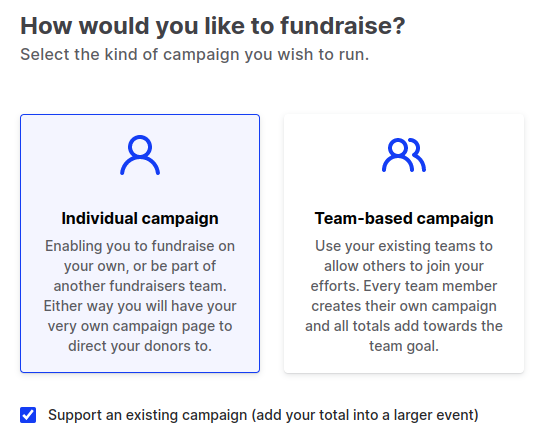 How would you like to fundraise?
Select the kind of campaign you wish to run.
Individual campaign
Enabling you to fundraise on
your own, or be part of
another fundraisers team.
Either way you will have your
very own campaign page to
direct your donors to.
Team-based campaign
Use your existing teams to
allow others to join your
efforts. Every team member
creates their own campaign
and all totals add towards the
team goal.
Support an existing campaign (add your total into a larger event)